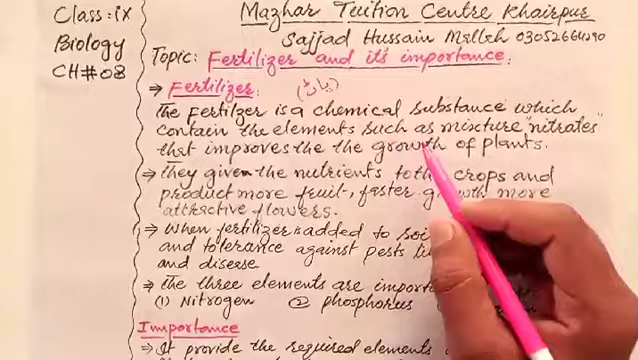 Class: ix
Biology
CH#08
Mazhar Tuition Centre Khairpur
Sajjad Hussain Malleh 03052664290
Topic: Fertilizer and its importance:
→ Fertilizer:
The Fertilzer is a chemical substance which
contain the elements such as mixture "nitrates"
that improves the the growth of plants.
→ They given the nutrients to the crops and
product more fruit, faster growth more
attractive flowers.
→ When fertilizer is added to soi
and tolerance against pests
and disease
→ the three elements are import
(1) Nitrogen (2) phosphorus
Importance
→ It provide the required elements